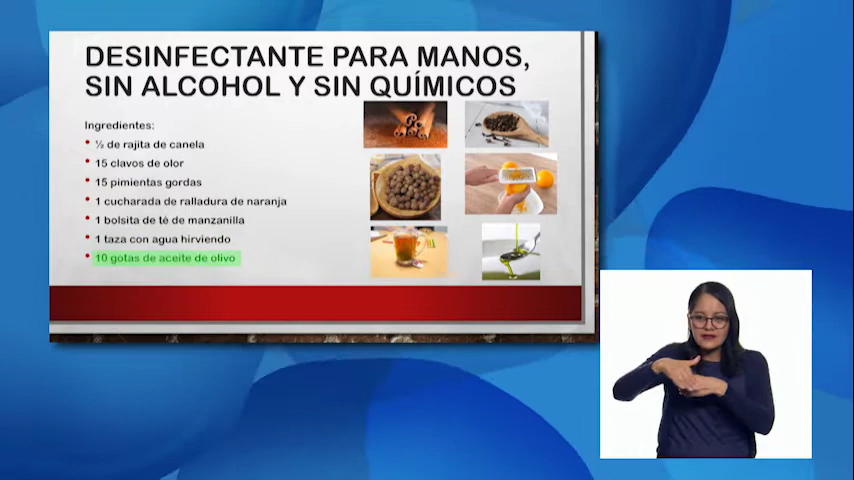 DESINFECTANTE PARA MANOS,
SIN ALCOHOL Y SIN QUÍMICOS
Ingredientes:
• ½ de rajita de canela
• 15 clavos de olor
• 15 pimientas gordas
• 1 cucharada de ralladura de naranja
• 1 bolsita de té de manzanilla
• 1 taza con agua hirviendo
• 10 gotas de aceite de olivo